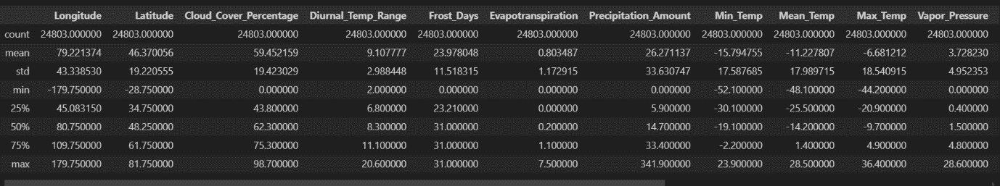 Longitude Latitude Cloud_Cover_Percentage Diurnal_Temp_Range Frost_Days Evapotranspiration Precipitation_Amount Min_Temp Mean_Temp Max_Temp Vapor_Pressure
count 24803.000000 24803.000000 24803.000000 24803.000000 24803.000000 24803.000000 24803.000000 24803.000000 24803.000000 24803.000000 24803.000000
mean 79.221374 46.370056 59.452159 9.107777 23.978048 0.803487 26.271137 -15.794755 -11.227807 -6.681212 3.728230
std 43.338530 19.220555 19.423029 2.988448 11.518315 1.172915 33.630747 17.587685 17.989715 18.540915 4.952353
min -179.750000 -28.750000 0.000000 2.000000 0.000000 0.000000 0.000000 -52.100000 -48.100000 -44.200000 0.000000
25% 45.083150 34.750000 43.800000 6.800000 23.210000 0.000000 5.900000 -30.100000 -25.500000 -20.900000 0.400000
50% 80.750000 48.250000 62.300000 8.300000 31.000000 0.200000 14.700000 -19.100000 -14.200000 -9.700000 1.500000
75% 109.750000 61.750000 75.300000 11.100000 31.000000 1.100000 33.400000 -2.200000 1.400000 4.900000 4.800000
max 179.750000 81.750000 98.700000 20.600000 31.000000 7.500000 341.900000 23.900000 28.500000 36.400000 28.600000